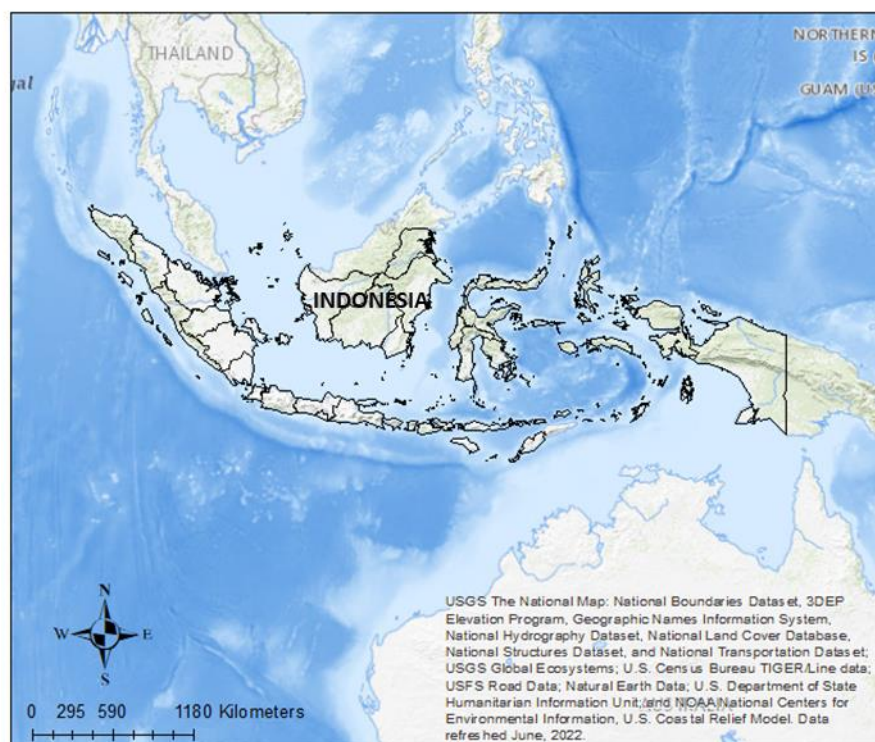 THAILAND
NORTHERN
IS
GUAM (US
gal
INDONESIA
N
W
E
S
0 295 590 1180 Kilometers
USGS The National Map: National Boundaries Dataset, 3DEP
Elevation Program, Geographic Names Information System,
National Hydrography Dataset, National Land Cover Database,
National Structures Dataset, and National Transportation Dataset;
USGS Global Ecosystems; U.S. Census Bureau TIGER/Line data;
USFS Road Data; Natural Earth Data; U.S. Department of State
Humanitarian Information Unit; and NOAA National Centers for
Environmental Information, U.S. Coastal Relief Model. Data
refreshed June, 2022.